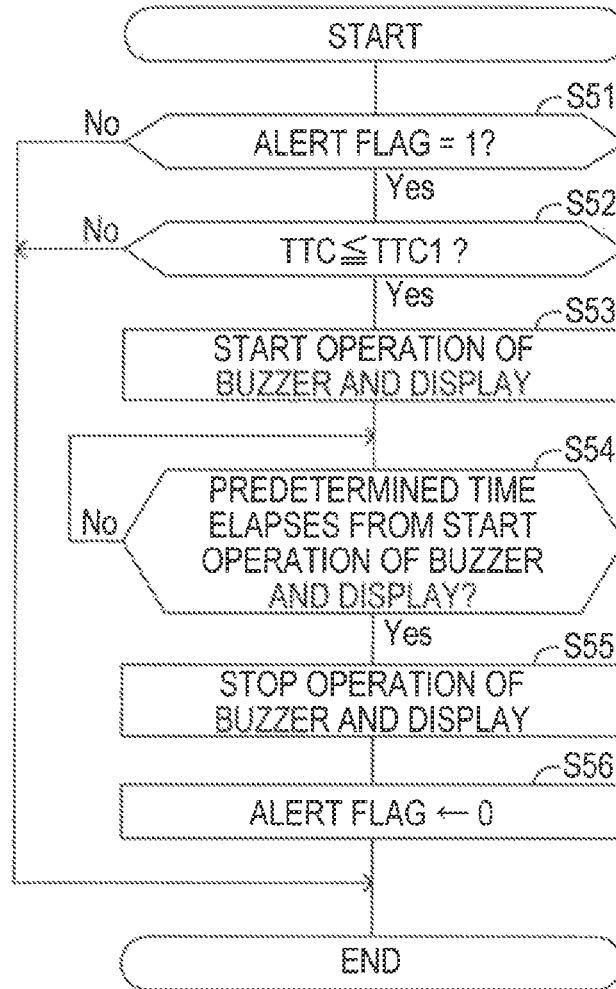 START
S51
No
ALERT FLAG = 1?
Yes
S52
No
TTC ≦ TTC1 ?
Yes
S53
START OPERATION OF
BUZZER AND DISPLAY
S54
PREDETERMINED TIME
No
ELAPSES FROM START
OPERATION OF BUZZER
AND DISPLAY?
Yes
S55
STOP OPERATION OF
BUZZER AND DISPLAY
S56
ALERT FLAG ← 0
END